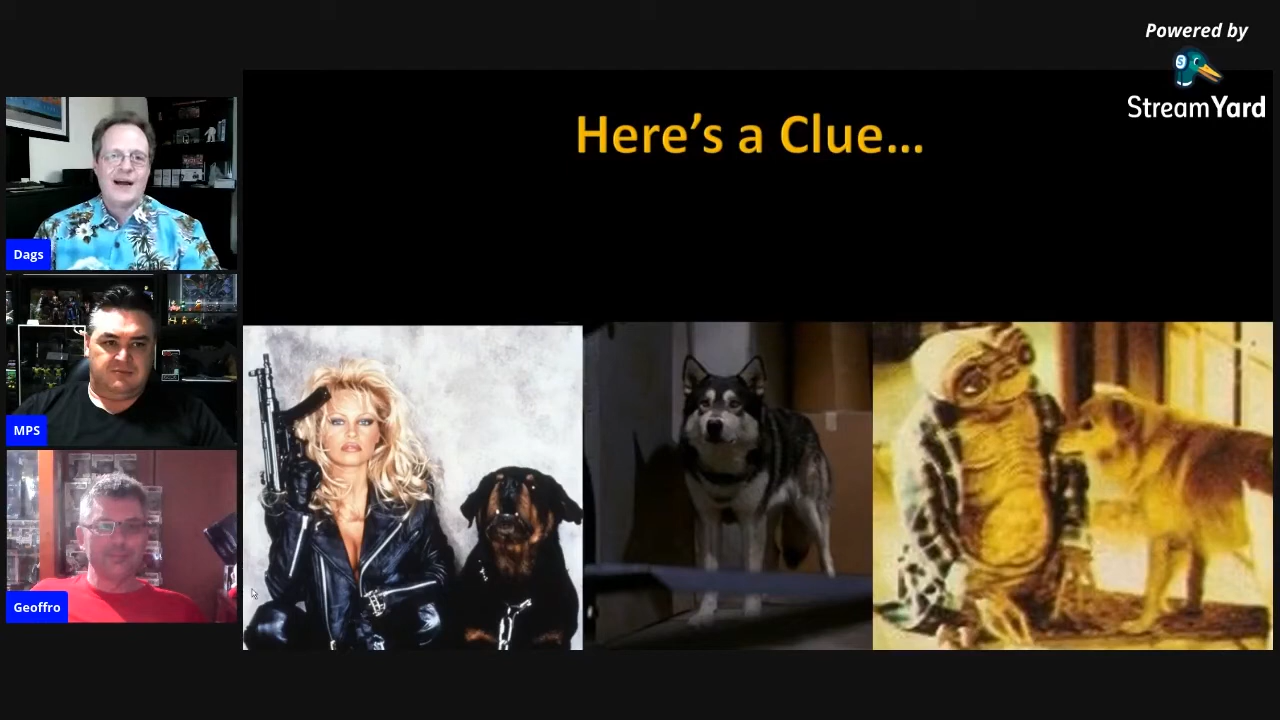 Powered by
StreamYard
Here’s a Clue...
Dags
MPS
Geoffro